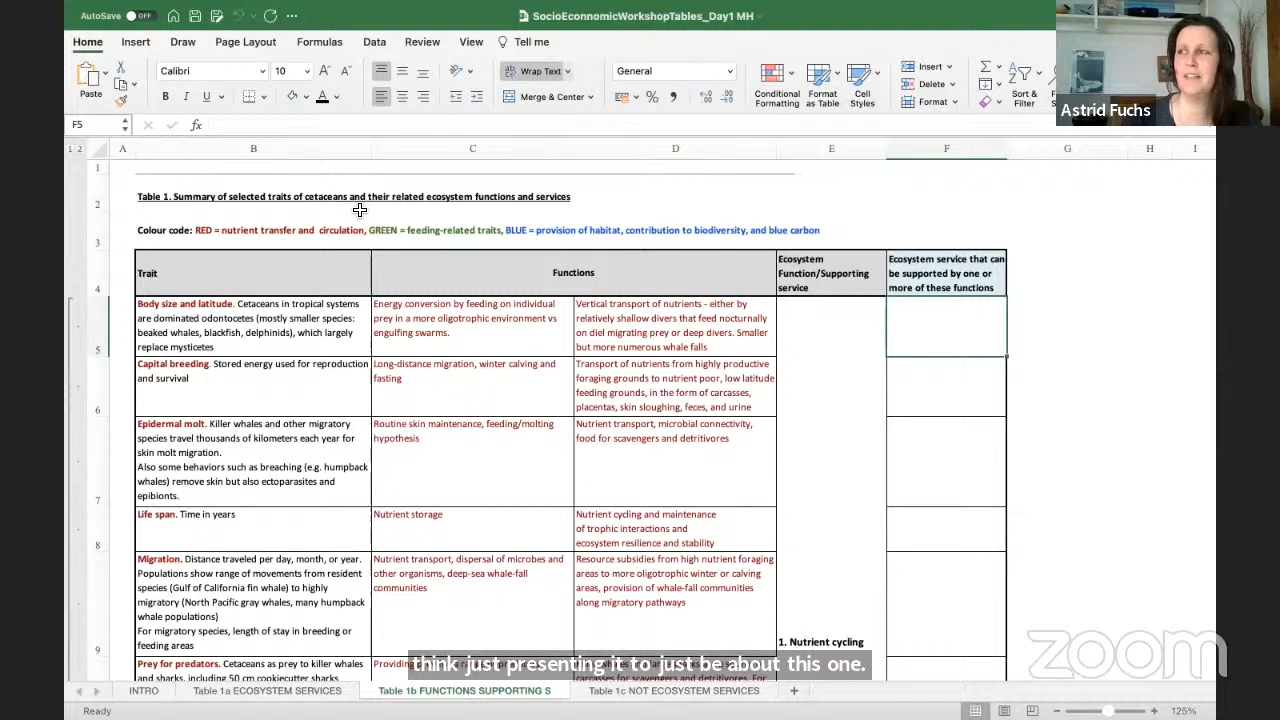 AutoSave OFF
SocioEconnomicWorkshopTables_Day1 MH
Home Insert Draw Page Layout Formulas Data Review View Tell me
Paste
Calibri 10
B I U
A
Wrap Text
Merge & Center
General
Conditional Formatting
Format as Table
Cell Styles
Insert
Delete
Format
Sort & Filter
Astrid Fuchs
F5
fx
1 2 A B C D E F G H I
1
2
3
4
5
6
7
8
9
Table 1. Summary of selected traits of cetaceans and their related ecosystem functions and services
Colour code: RED = nutrient transfer and circulation, GREEN = feeding-related traits, BLUE = provision of habitat, contribution to biodiversity, and blue carbon
Trait
Functions
Ecosystem
Function/Supporting
service
Ecosystem service that can
be supported by one or
more of these functions
Body size and latitude. Cetaceans in tropical systems
are dominated odontocetes (mostly smaller species:
beaked whales, blackfish, delphinids), which largely
replace mysticetes
Energy conversion by feeding on individual
prey in a more oligotrophic environment vs
engulfing swarms.
Vertical transport of nutrients - either by
relatively shallow divers that feed nocturnally
on diel migrating prey or deep divers. Smaller
but more numerous whale falls
Capital breeding. Stored energy used for reproduction
and survival
Long-distance migration, winter calving and
fasting
Transport of nutrients from highly productive
foraging grounds to nutrient poor, low latitude
feeding grounds, in the form of carcasses,
placentas, skin sloughing, feces, and urine
Epidermal molt. Killer whales and other migratory
species travel thousands of kilometers each year for
skin molt migration.
Also some behaviors such as breaching (e.g. humpback
whales) remove skin but also ectoparasites and
epibionts.
Routine skin maintenance, feeding/molting
hypothesis
Nutrient transport, microbial connectivity,
food for scavengers and detritivores
Life span. Time in years
Nutrient storage
Nutrient cycling and maintenance
of trophic interactions and
ecosystem resilience and stability
Migration. Distance traveled per day, month, or year.
Populations show range of movements from resident
species (Gulf of California fin whale) to highly
migratory (North Pacific gray whales, many humpback
whale populations)
For migratory species, length of stay in breeding or
feeding areas
Nutrient transport, dispersal of microbes and
other organisms, deep-sea whale-fall
communities
Resource subsidies from high nutrient foraging
areas to more oligotrophic winter or calving
areas, provision of whale-fall communities
along migratory pathways
1. Nutrient cycling
Prey for predators. Cetaceans as prey to killer whales
and sharks, including 50 cm cookiecutter sharks
Providing
think just presenting it to just be about this one.
zoom
INTRO Table 1a ECOSYSTEM SERVICES Table 1b FUNCTIONS SUPPORTING S Table 1c NOT ECOSYSTEM SERVICES +
Ready
125%